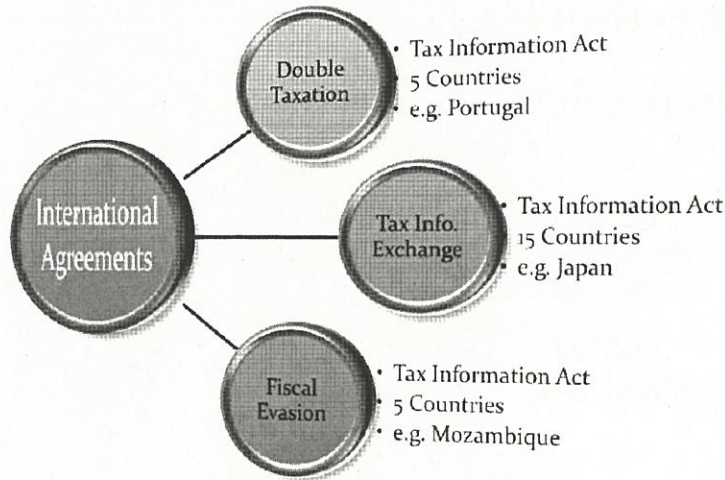 International
Agreements
Double
Taxation
• Tax Information Act
• 5 Countries
• e.g. Portugal
Tax Info.
Exchange
• Tax Information Act
• 15 Countries
• e.g. Japan
Fiscal
Evasion
• Tax Information Act
• 5 Countries
• e.g. Mozambique